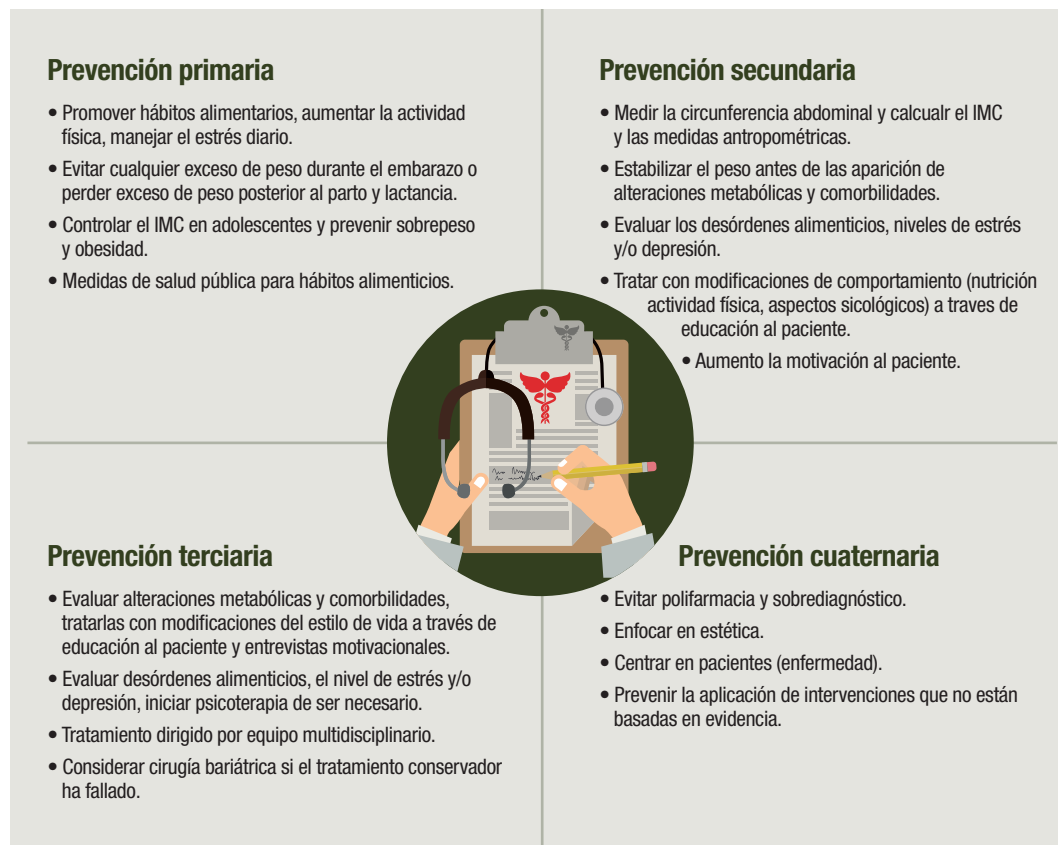 Prevención primaria
• Promover hábitos alimentarios, aumentar la actividad
física, manejar el estrés diario.
• Evitar cualquier exceso de peso durante el embarazo o
perder exceso de peso posterior al parto y lactancia.
• Controlar el IMC en adolescentes y prevenir sobrepeso
y obesidad.
• Medidas de salud pública para hábitos alimenticios.
Prevención secundaria
• Medir la circunferencia abdominal y calcualr el IMC
y las medidas antropométricas.
• Estabilizar el peso antes de las aparición de
alteraciones metabólicas y comorbilidades.
• Evaluar los desórdenes alimenticios, niveles de estrés
y/o depresión.
• Tratar con modificaciones de comportamiento (nutrición
actividad física, aspectos sicológicos) a traves de
educación al paciente.
• Aumento la motivación al paciente.
Prevención terciaria
• Evaluar alteraciones metabólicas y comorbilidades,
tratarlas con modificaciones del estilo de vida a través de
educación al paciente y entrevistas motivacionales.
• Evaluar desórdenes alimenticios, el nivel de estrés y/o
depresión, iniciar psicoterapia de ser necesario.
• Tratamiento dirigido por equipo multidisciplinario.
• Considerar cirugía bariátrica si el tratamiento conservador
ha fallado.
Prevención cuaternaria
• Evitar polifarmacia y sobrediagnóstico.
• Enfocar en estética.
• Centrar en pacientes (enfermedad).
• Prevenir la aplicación de intervenciones que no están
basadas en evidencia.